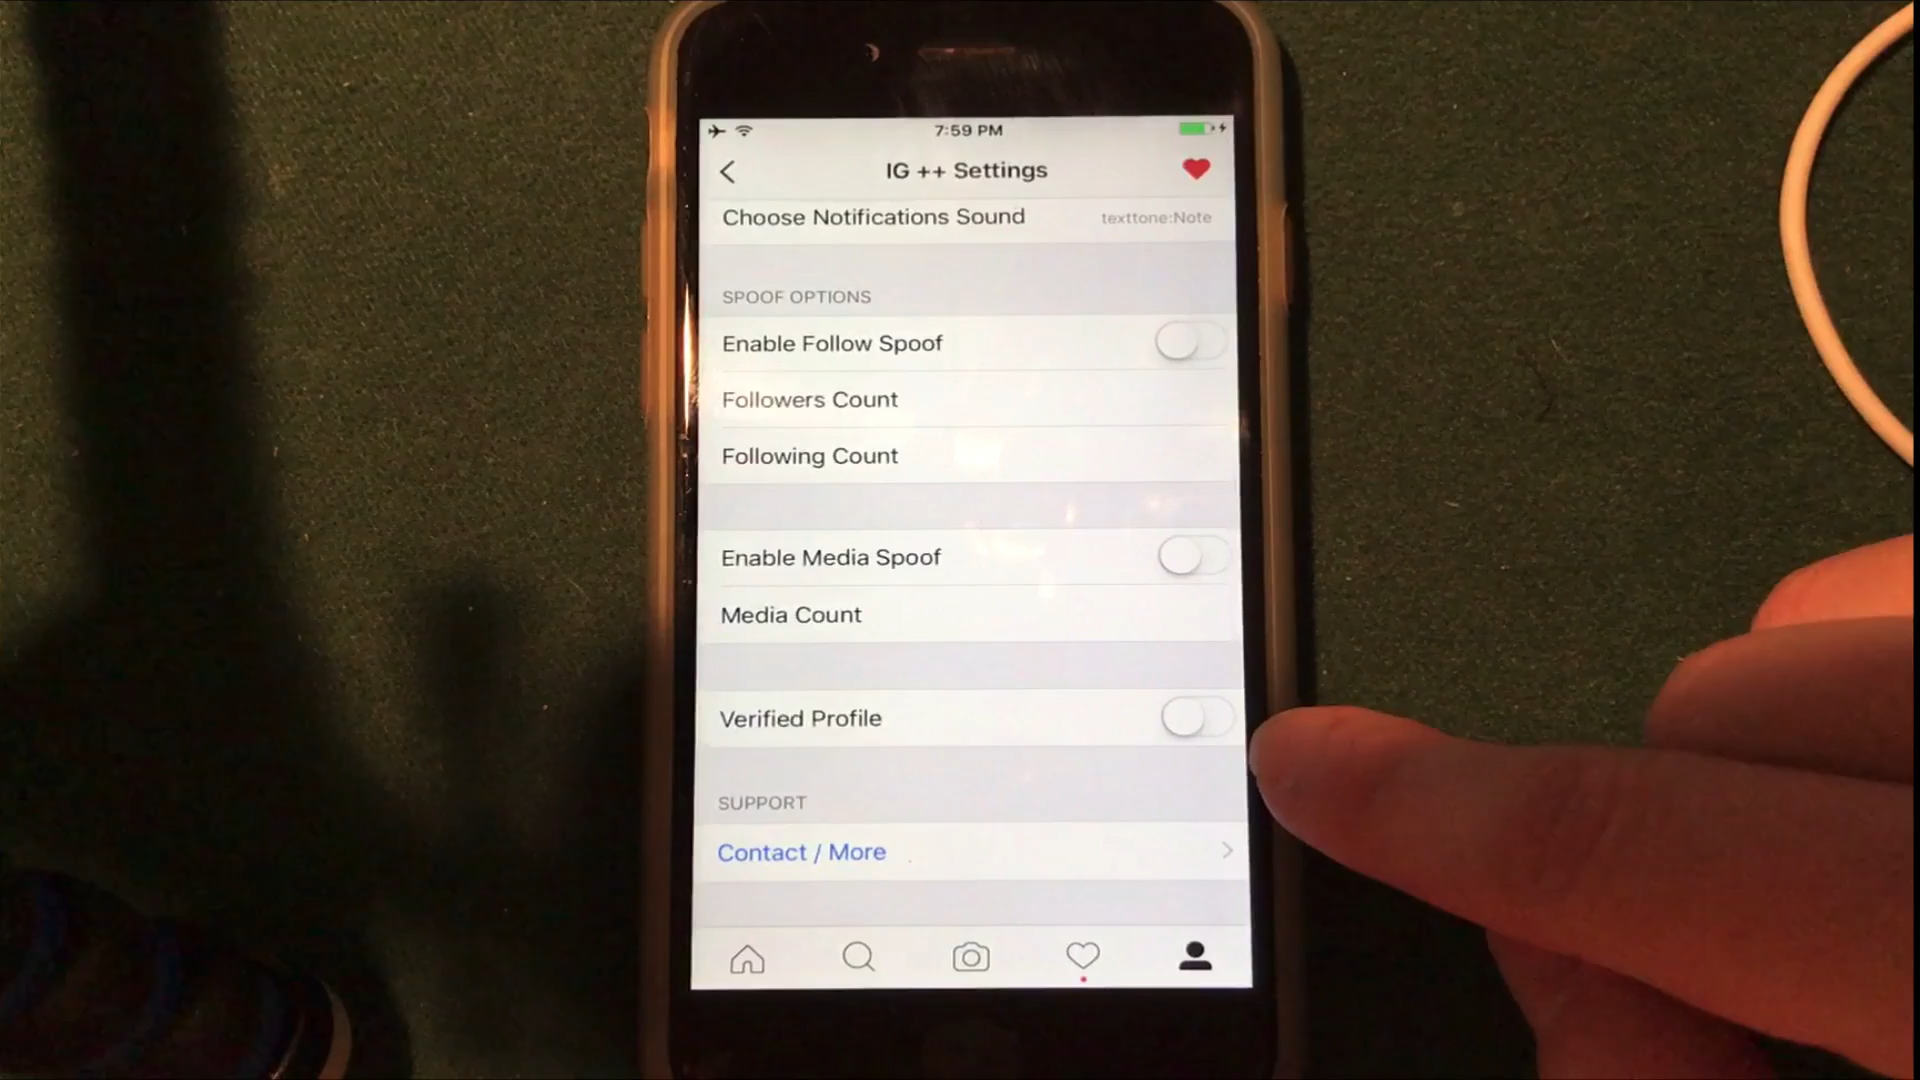 7:59 PM
IG ++ Settings
Choose Notifications Sound texttone:Note
SPOOF OPTIONS
Enable Follow Spoof
Followers Count
Following Count
Enable Media Spoof
Media Count
Verified Profile
SUPPORT
Contact / More